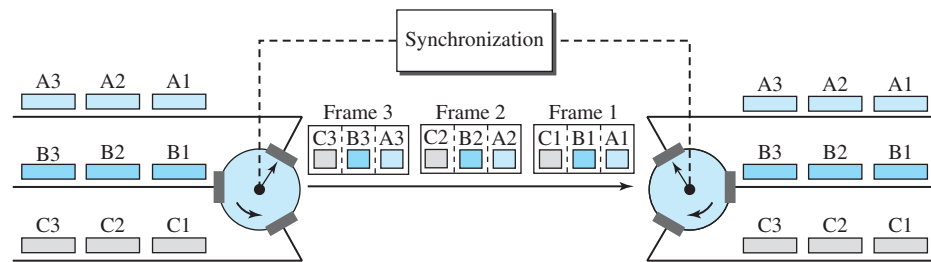 Synchronization
A3 A2 A1
A3 A2 A1
Frame 3 Frame 2 Frame 1
C3 B3 A3 C2 B2 A2 C1 B1 A1
B3 B2 B1
B3 B2 B1
C3 C2 C1
C3 C2 C1